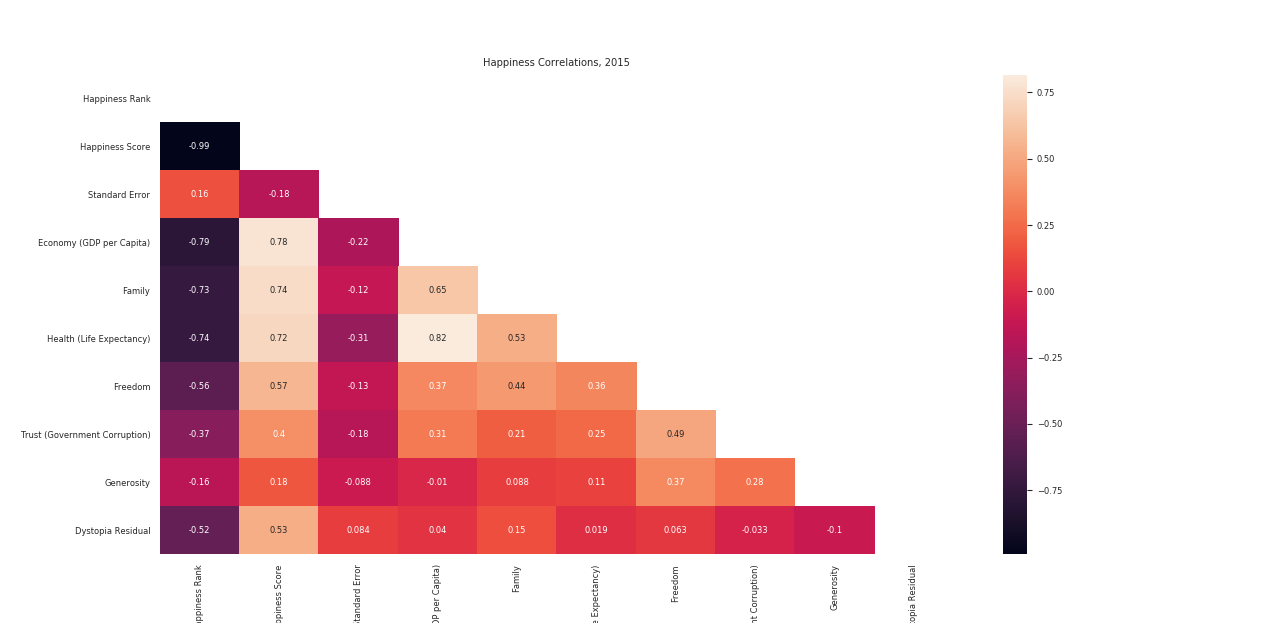 Happiness Correlations, 2015
Happiness Rank
Happiness Score -0.99
Standard Error 0.16 -0.18
Economy (GDP per Capita) -0.79 0.78 -0.22
Family -0.73 0.74 -0.12 0.65
Health (Life Expectancy) -0.74 0.72 -0.31 0.82 0.53
Freedom -0.56 0.57 -0.13 0.37 0.44 0.36
Trust (Government Corruption) -0.37 0.4 -0.18 0.31 0.21 0.25 0.49
Generosity -0.16 0.18 -0.088 -0.01 0.088 0.11 0.37 0.28
Dystopia Residual -0.52 0.53 0.084 0.04 0.15 0.019 0.063 -0.033 -0.1
appiness Rank
ppiness Score
Standard Error
DP per Capita)
Family
e Expectancy)
Freedom
nt Corruption)
Generosity
topia Residual
0.75
0.50
0.25
0.00
−0.25
−0.50
−0.75